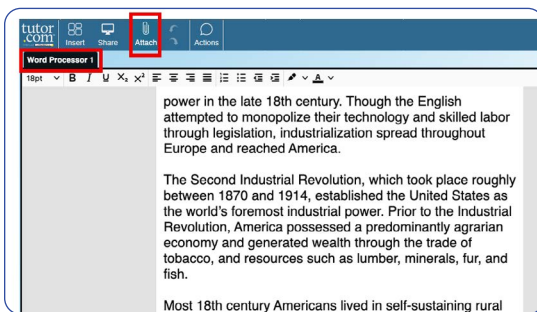 tutor
.com
Insert Share Attach Actions
Word Processor 1
18pt B I U X₂ X² A
power in the late 18th century. Though the English
attempted to monopolize their technology and skilled labor
through legislation, industrialization spread throughout
Europe and reached America.
The Second Industrial Revolution, which took place roughly
between 1870 and 1914, established the United States as
the world's foremost industrial power. Prior to the Industrial
Revolution, America possessed a predominantly agrarian
economy and generated wealth through the trade of
tobacco, and resources such as lumber, minerals, fur, and
fish.
Most 18th century Americans lived in self-sustaining rural